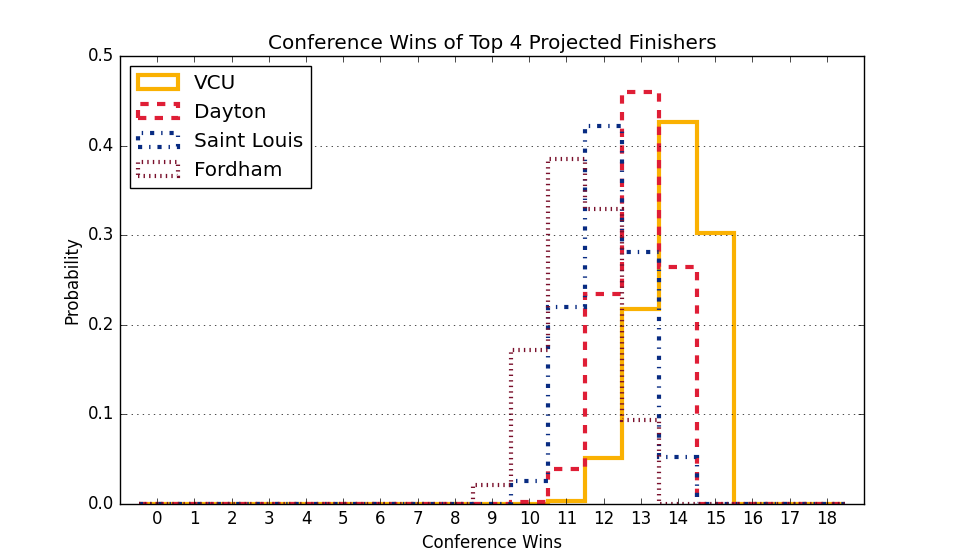 Conference Wins of Top 4 Projected Finishers
VCU
Dayton
Saint Louis
Fordham
Probability
0.5
0.4
0.3
0.2
0.1
0.0
0 1 2 3 4 5 6 7 8 9 10 11 12 13 14 15 16 17 18
Conference Wins